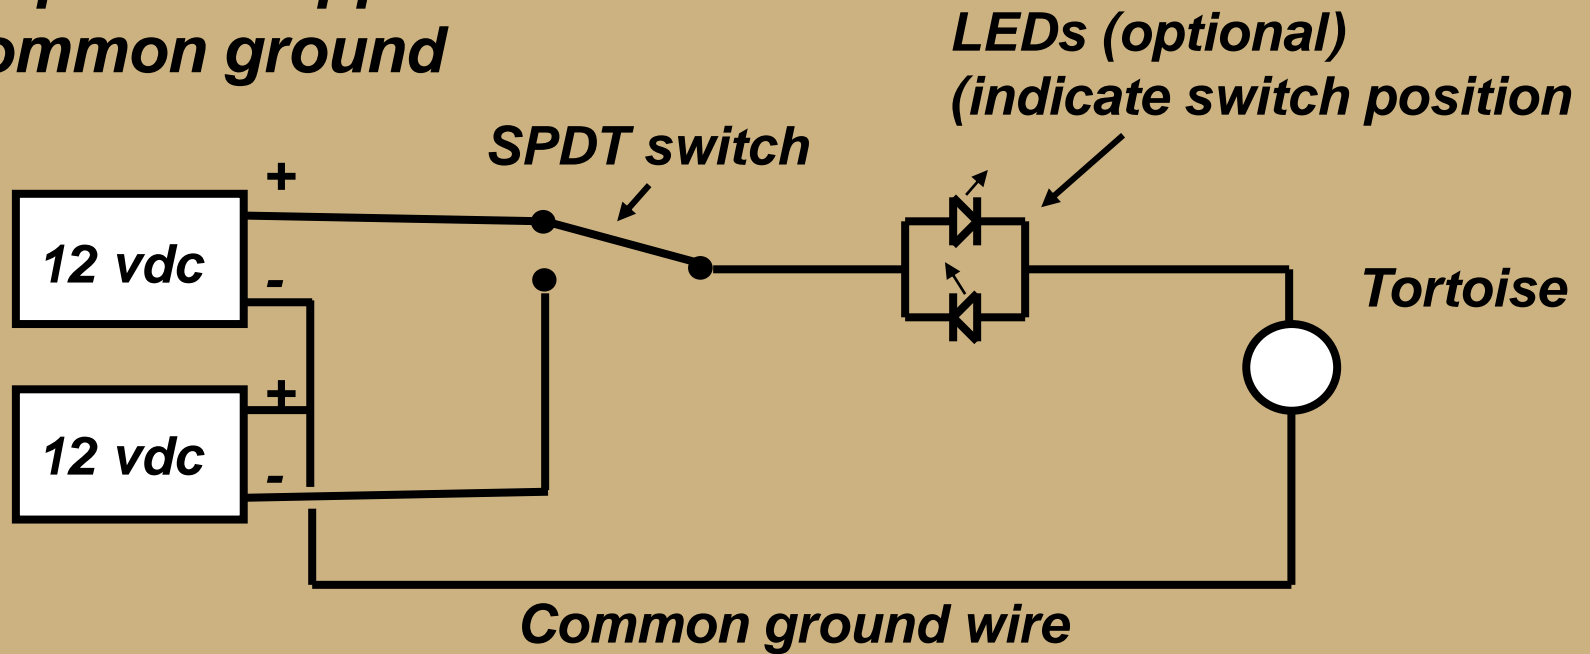 ommon ground
LEDs (optional)
(indicate switch position
SPDT switch
+
12 vdc
-
Tortoise
+
12 vdc
-
Common ground wire